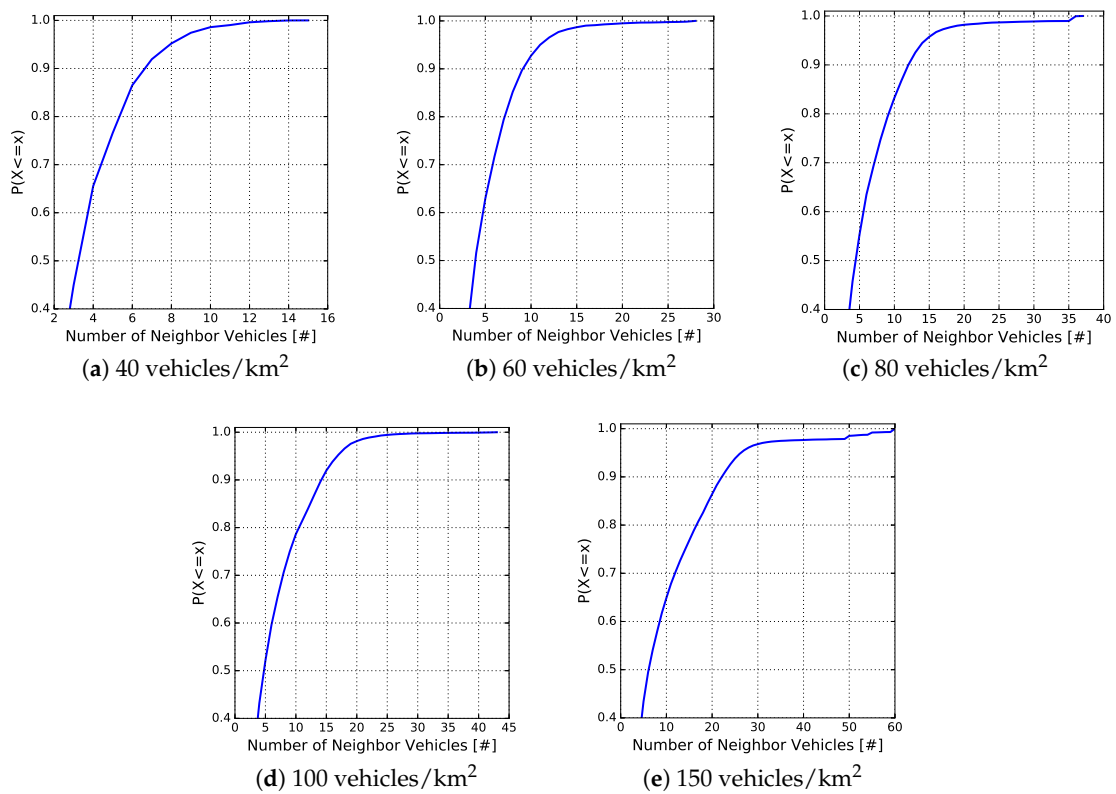 1.0
0.9
0.8
0.7
0.6
0.5
0.4
P(X<=x)
2 4 6 8 10 12 14 16
Number of Neighbor Vehicles [#]
(a) 40 vehicles/km²
1.0
0.9
0.8
0.7
0.6
0.5
0.4
P(X<=x)
0 5 10 15 20 25 30
Number of Neighbor Vehicles [#]
(b) 60 vehicles/km²
1.0
0.9
0.8
0.7
0.6
0.5
0.4
P(X<=x)
0 5 10 15 20 25 30 35 40
Number of Neighbor Vehicles [#]
(c) 80 vehicles/km²
1.0
0.9
0.8
0.7
0.6
0.5
0.4
P(X<=x)
0 5 10 15 20 25 30 35 40 45
Number of Neighbor Vehicles [#]
(d) 100 vehicles/km²
1.0
0.9
0.8
0.7
0.6
0.5
0.4
P(X<=x)
0 10 20 30 40 50 60
Number of Neighbor Vehicles [#]
(e) 150 vehicles/km²